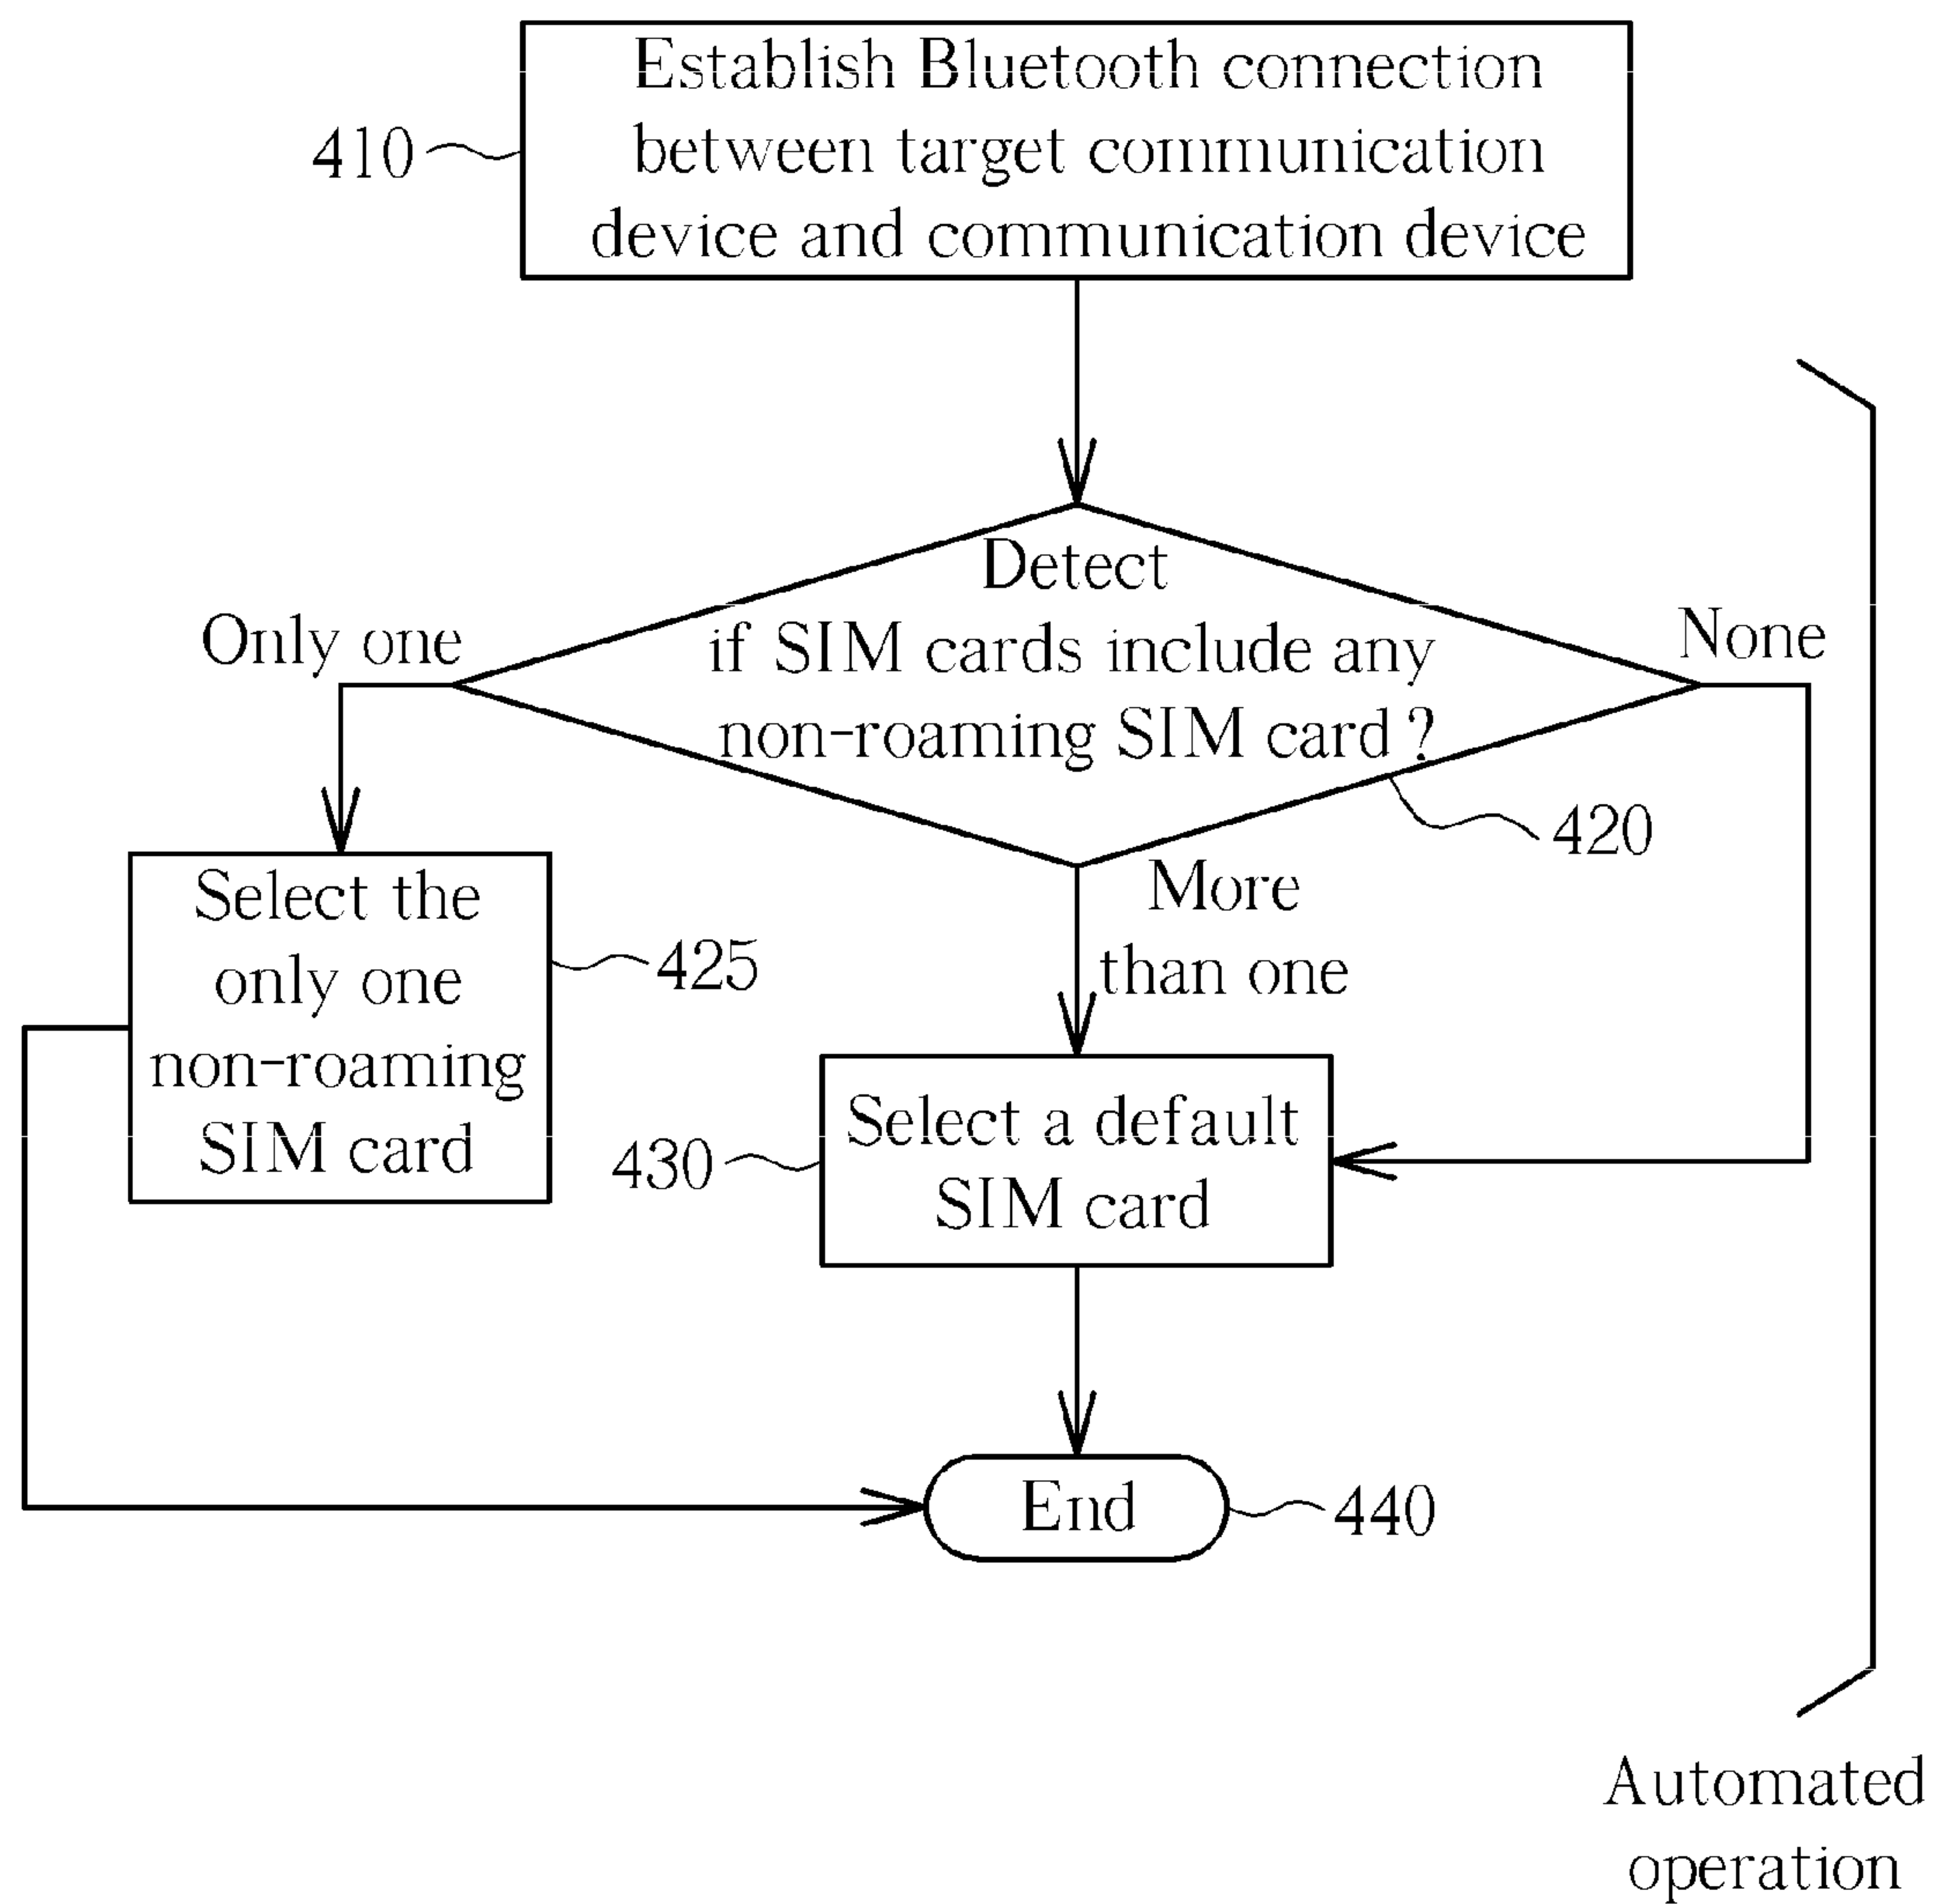 Establish Bluetooth connection
between target communication
device and communication device
410
Detect
if SIM cards include any
non-roaming SIM card ?
Only one
None
420
More
than one
Select the
only one
non-roaming
SIM card
425
Select a default
SIM card
430
End
440
Automated
operation